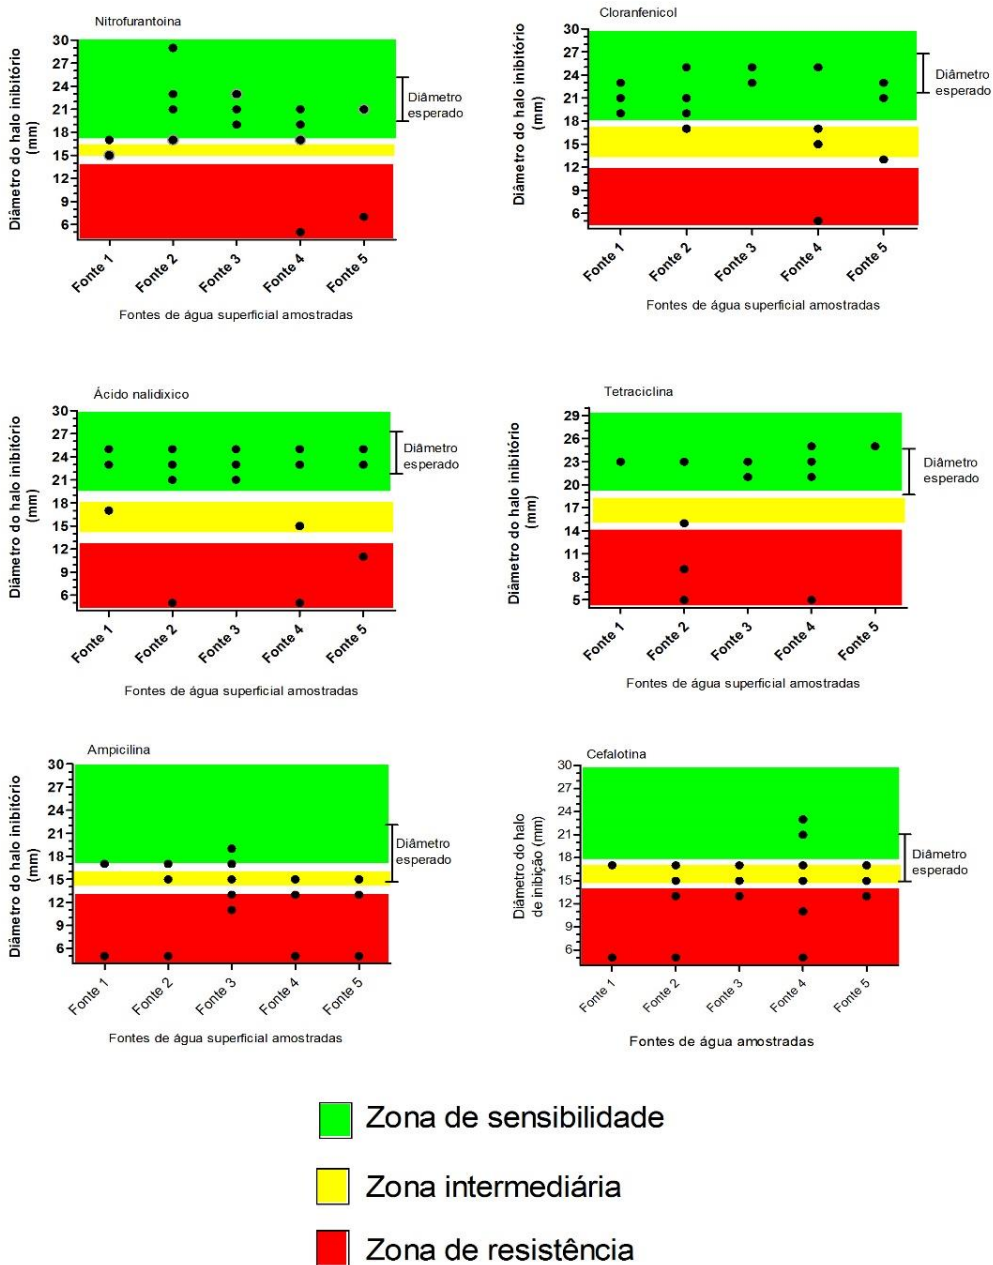 Nitrofurantoina
Diâmetro do halo inibitório
(mm)
30
27
24
21
18
15
12
9
6
Diâmetro
esperado
Fonte 1
Fonte 2
Fonte 3
Fonte 4
Fonte 5
Fontes de água superficial amostradas
Cloranfenicol
Diâmetro do halo inibitório
(mm)
30
27
24
21
18
15
12
9
6
Diâmetro
esperado
Fonte 1
Fonte 2
Fonte 3
Fonte 4
Fonte 5
Fontes de água superficial amostradas
Ácido nalidixico
Diâmetro do halo inibitório
(mm)
30
27
24
21
18
15
12
9
6
Diâmetro
esperado
Fonte 1
Fonte 2
Fonte 3
Fonte 4
Fonte 5
Fontes de água superficial amostradas
Tetraciclina
Diâmetro do halo inibitório
(mm)
29
26
23
20
17
14
11
8
5
Diâmetro
esperado
Fonte 1
Fonte 2
Fonte 3
Fonte 4
Fonte 5
Fontes de água superficial amostradas
Ampicilina
Diâmetro do halo inibitório
(mm)
30
27
24
21
18
15
12
9
6
Diâmetro
esperado
Fonte 1
Fonte 2
Fonte 3
Fonte 4
Fonte 5
Fontes de água superficial amostradas
Cefalotina
Diâmetro do halo
de inibição (mm)
30
27
24
21
18
15
12
9
6
Diâmetro
esperado
Fonte 1
Fonte 2
Fonte 3
Fonte 4
Fonte 5
Fontes de água amostradas
Zona de sensibilidade
Zona intermediária
Zona de resistência